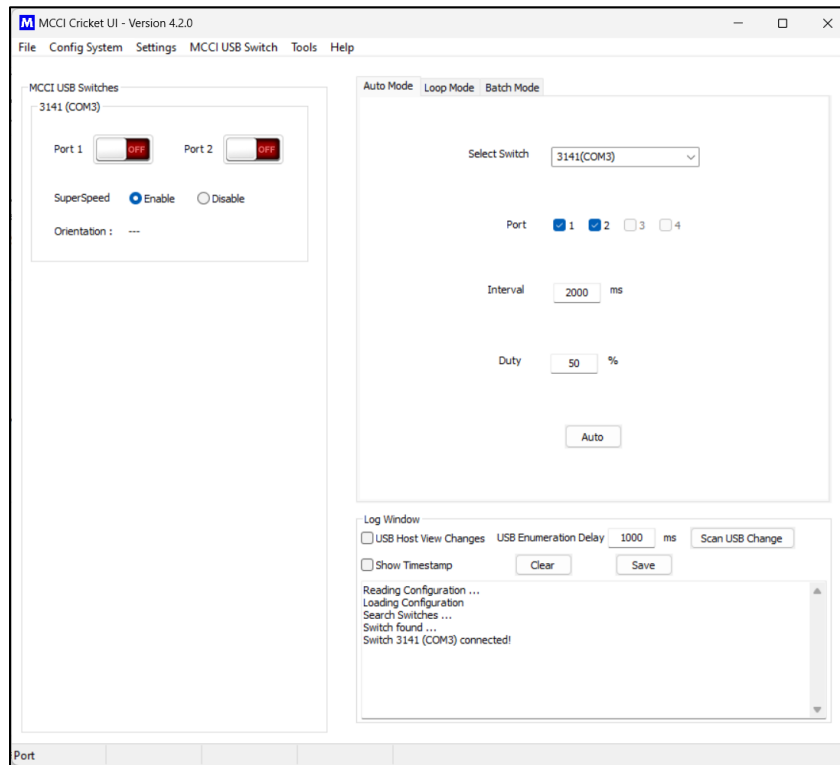 M MCCI Cricket UI - Version 4.2.0
File Config System Settings MCCI USB Switch Tools Help
MCCI USB Switches
3141 (COM3)
Port 1 OFF Port 2 OFF
SuperSpeed Enable Disable
Orientation : ---
Auto Mode Loop Mode Batch Mode
Select Switch 3141(COM3)
Port 1 2 3 4
Interval 2000 ms
Duty 50 %
Auto
Log Window
USB Host View Changes USB Enumeration Delay 1000 ms Scan USB Change
Show Timestamp Clear Save
Reading Configuration ...
Loading Configuration
Search Switches ...
Switch found ...
Switch 3141 (COM3) connected!
Port